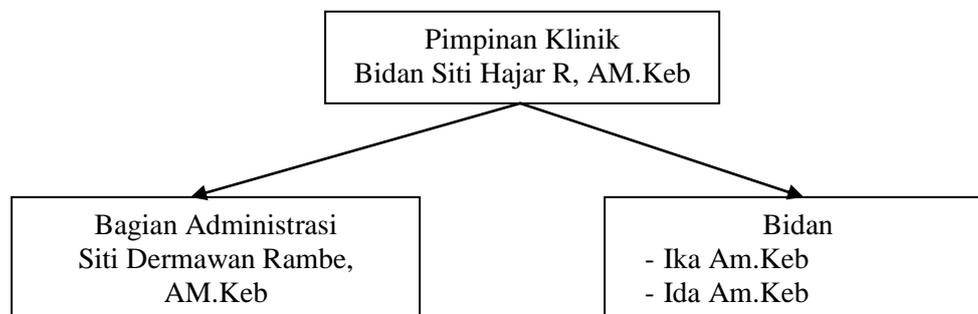 Pimpinan Klinik
Bidan Siti Hajar R, AM.Keb
Bagian Administrasi
Siti Dermawan Rambe,
AM.Keb
Bidan
- Ika Am.Keb
- Ida Am.Keb